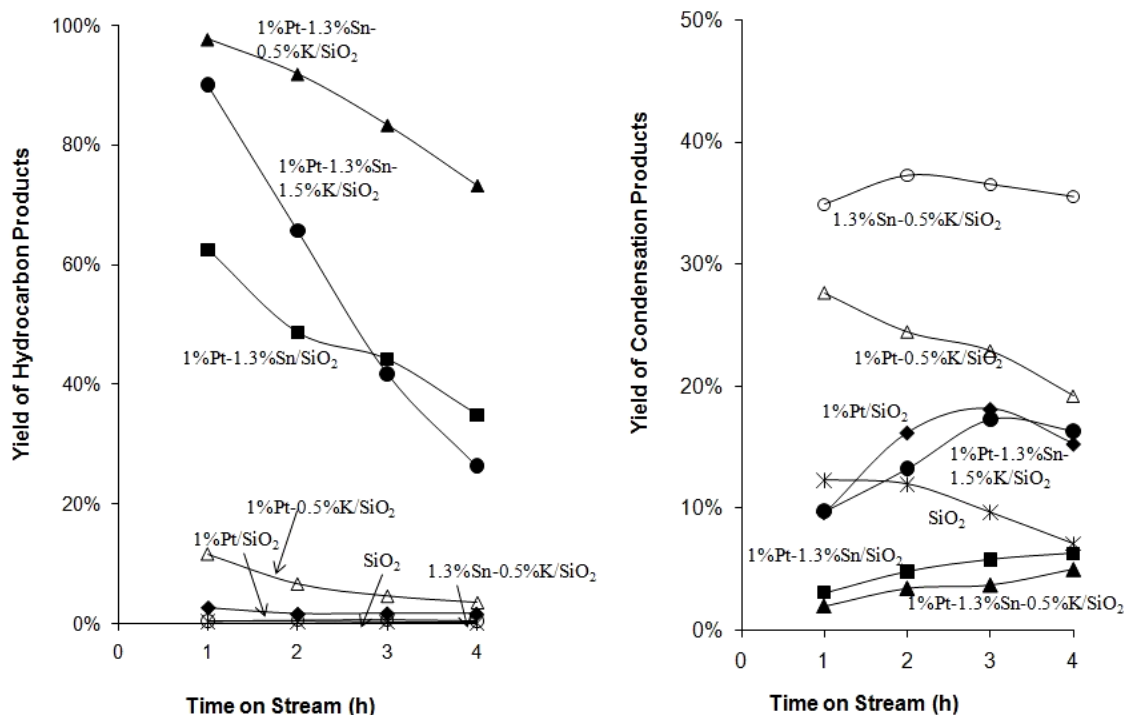 Yield of Hydrocarbon Products
100%
80%
60%
40%
20%
0%
1%Pt-1.3%Sn-
0.5%K/SiO₂
1%Pt-1.3%Sn-
1.5%K/SiO₂
1%Pt-1.3%Sn/SiO₂
1%Pt-0.5%K/SiO₂
1%Pt/SiO₂
SiO₂
1.3%Sn-0.5%K/SiO₂
0 1 2 3 4
Time on Stream (h)
Yield of Condensation Products
50%
40%
30%
20%
10%
0%
1.3%Sn-0.5%K/SiO₂
1%Pt-0.5%K/SiO₂
1%Pt/SiO₂
1%Pt-1.3%Sn-
1.5%K/SiO₂
SiO₂
1%Pt-1.3%Sn/SiO₂
1%Pt-1.3%Sn-0.5%K/SiO₂
0 1 2 3 4
Time on Stream (h)